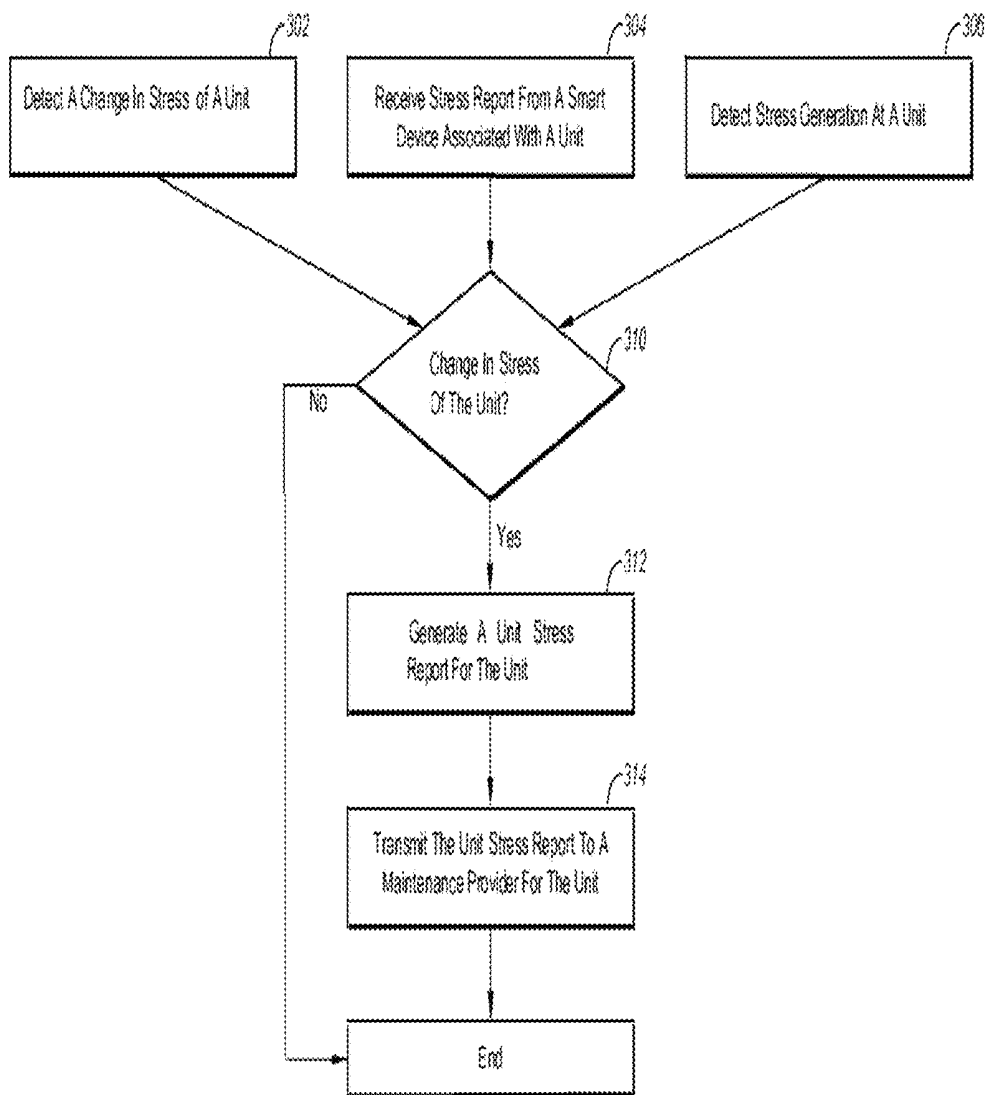 302
Detect A Change In Stress of A Unit
304
Receive Stress Report From A Smart
Device Associated With A Unit
306
Detect Stress Generation At A Unit
310
Change In Stress
Of The Unit?
No
Yes
312
Generate A Unit Stress
Report For The Unit
314
Transmit The Unit Stress Report To A
Maintenance Provider For The Unit
End